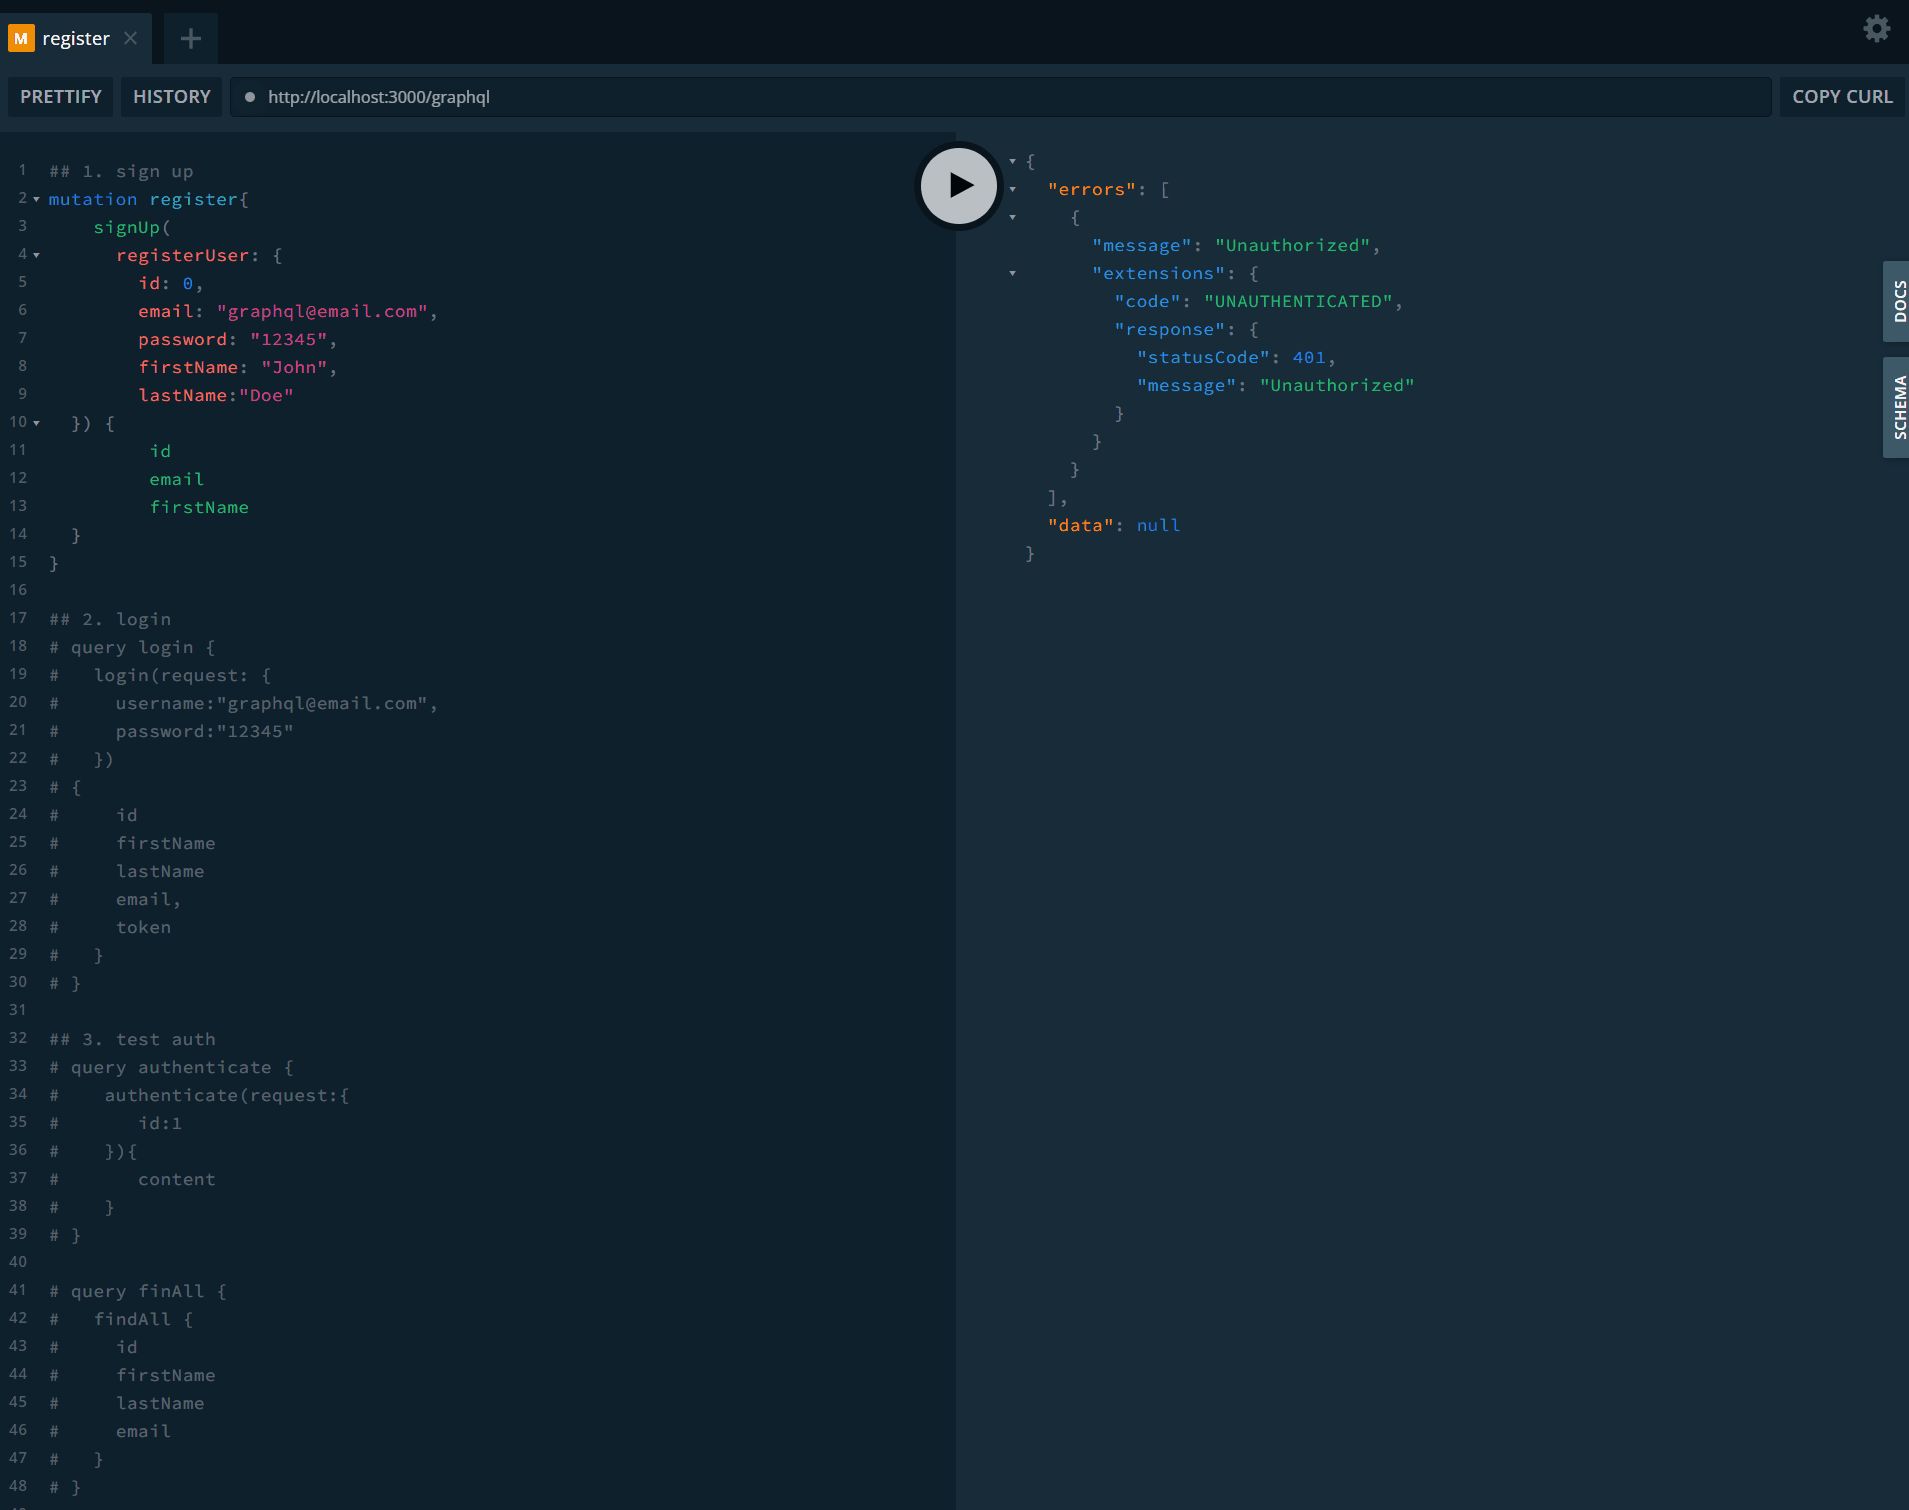 M register ×
+
PRETTIFY HISTORY http://localhost:3000/graphql COPY CURL
1 ## 1. sign up
2 mutation register{
3 signUp(
4 registerUser: {
5 id: 0,
6 email: "graphql@email.com",
7 password: "12345",
8 firstName: "John",
9 lastName:"Doe"
10 }) {
11 id
12 email
13 firstName
14 }
15 }
16
17 ## 2. login
18 # query login {
19 # login(request: {
20 # username:"graphql@email.com",
21 # password:"12345"
22 # })
23 # {
24 # id
25 # firstName
26 # lastName
27 # email,
28 # token
29 # }
30 # }
31
32 ## 3. test auth
33 # query authenticate {
34 # authenticate(request:{
35 # id:1
36 # }){
37 # content
38 # }
39 # }
40
41 # query finAll {
42 # findAll {
43 # id
44 # firstName
45 # lastName
46 # email
47 # }
48 # }
{
"errors": [
{
"message": "Unauthorized",
"extensions": {
"code": "UNAUTHENTICATED",
"response": {
"statusCode": 401,
"message": "Unauthorized"
}
}
}
],
"data": null
}
DOCS
SCHEMA